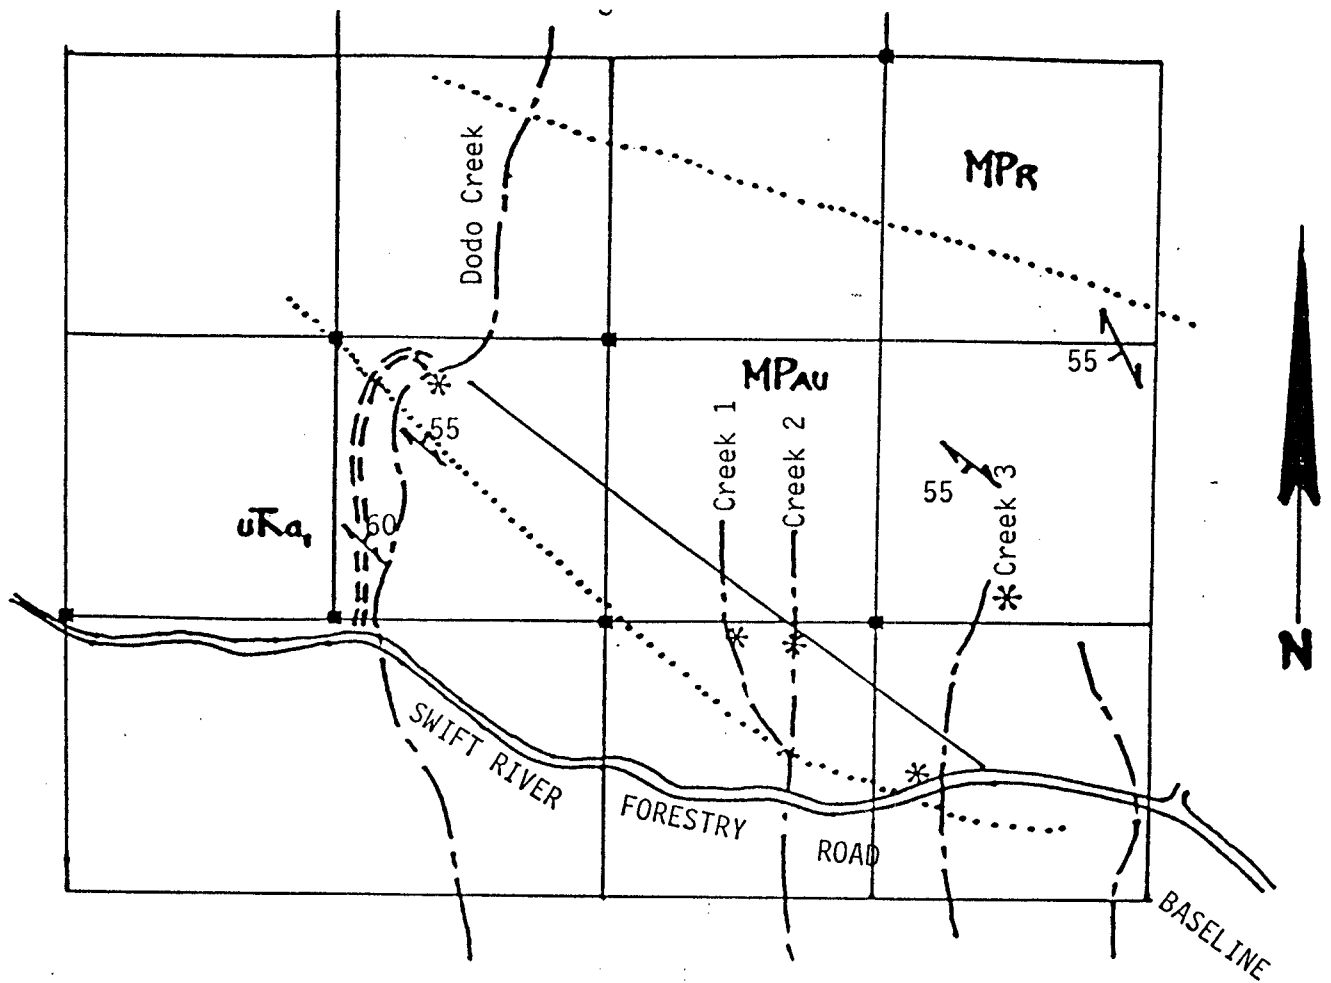 Dodo Creek
MPR
55
MPAU
Creek 1
Creek 2
55
55
Creek 3
60
uTRa1
N
SWIFT RIVER
FORESTRY
ROAD
BASELINE